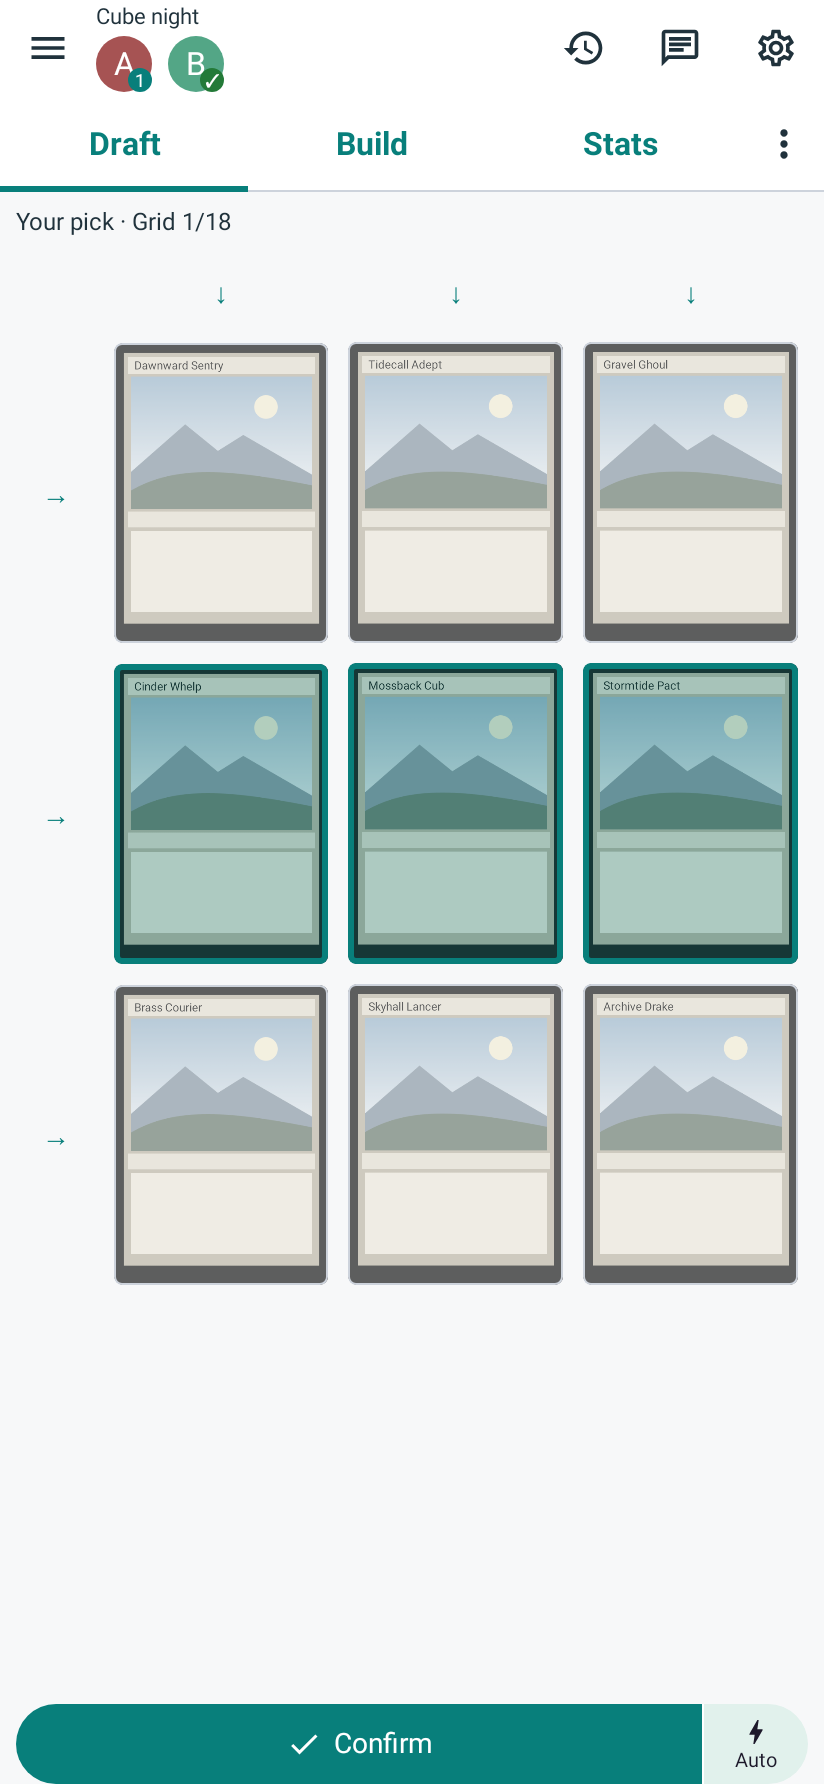 Cube night
A 1 B ✓
Draft Build Stats
Your pick · Grid 1/18
↓ ↓ ↓
Dawnward Sentry Tidecall Adept Gravel Ghoul
→
Cinder Whelp Mossback Cub Stormtide Pact
→
Brass Courier Skyhall Lancer Archive Drake
→
✓ Confirm
Auto